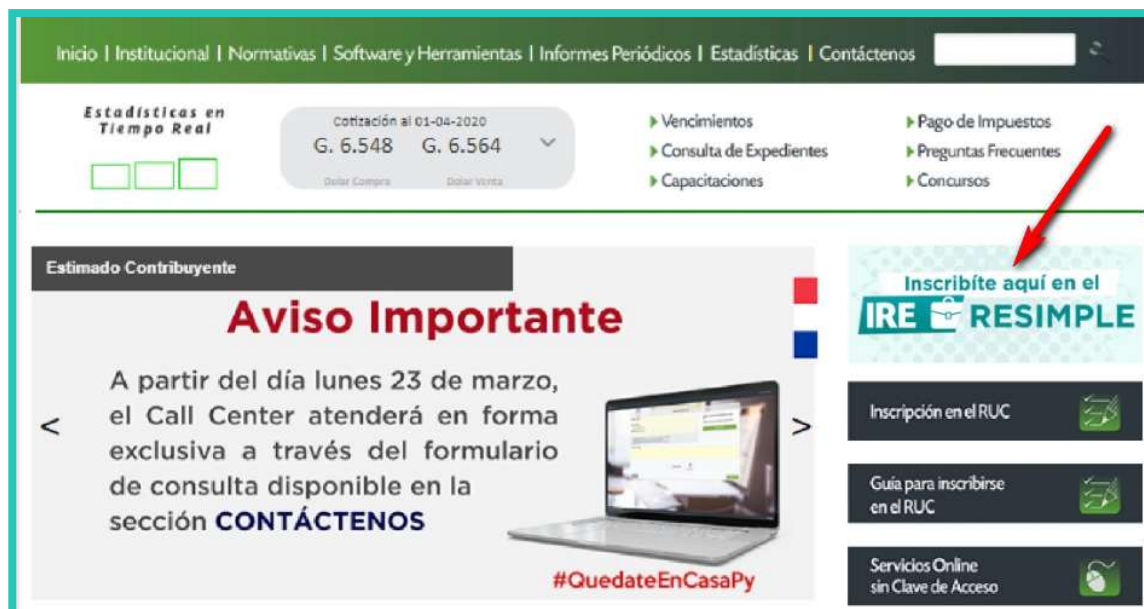 Inicio | Institucional | Normativas | Software y Herramientas | Informes Periódicos | Estadísticas | Contáctenos
Estadísticas en
Tiempo Real
Cotización al 01-04-2020
G. 6.548 G. 6.564
Dolar Compra Dolar Venta
Vencimientos
Consulta de Expedientes
Capacitaciones
Pago de Impuestos
Preguntas Frecuentes
Concursos
Estimado Contribuyente
Aviso Importante
A partir del día lunes 23 de marzo,
el Call Center atenderá en forma
exclusiva a través del formulario
de consulta disponible en la
sección CONTÁCTENOS
#QuedateEnCasaPy
Inscribíte aquí en el
IRE RESIMPLE
Inscripción en el RUC
Guía para inscribirse
en el RUC
Servicios Online
sin Clave de Acceso